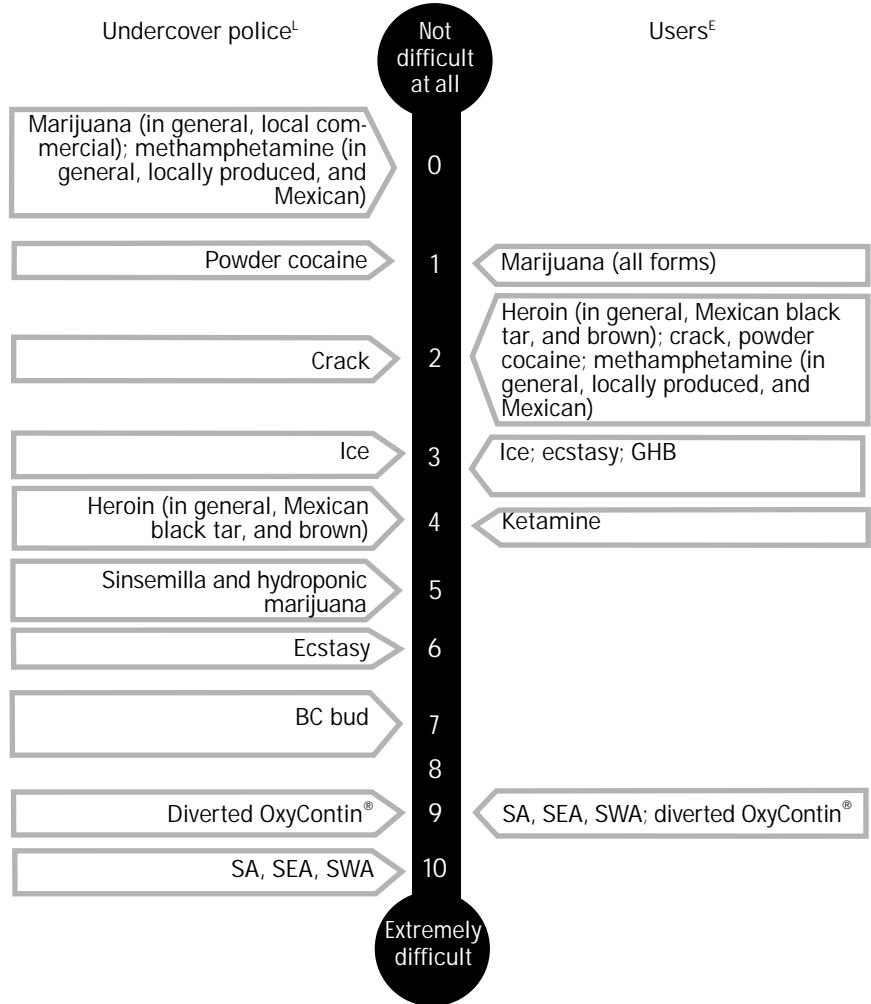 Undercover police^L
Not
difficult
at all
Users^E
Marijuana (in general, local com-
mercial); methamphetamine (in
general, locally produced, and
Mexican)
0
Powder cocaine
1
Marijuana (all forms)
Crack
2
Heroin (in general, Mexican black
tar, and brown); crack, powder
cocaine; methamphetamine (in
general, locally produced, and
Mexican)
Ice
3
Ice; ecstasy; GHB
Heroin (in general, Mexican
black tar, and brown)
4
Ketamine
Sinsemilla and hydroponic
marijuana
5
Ecstasy
6
BC bud
7
8
Diverted OxyContin®
9
SA, SEA, SWA; diverted OxyContin®
SA, SEA, SWA
10
Extremely
difficult